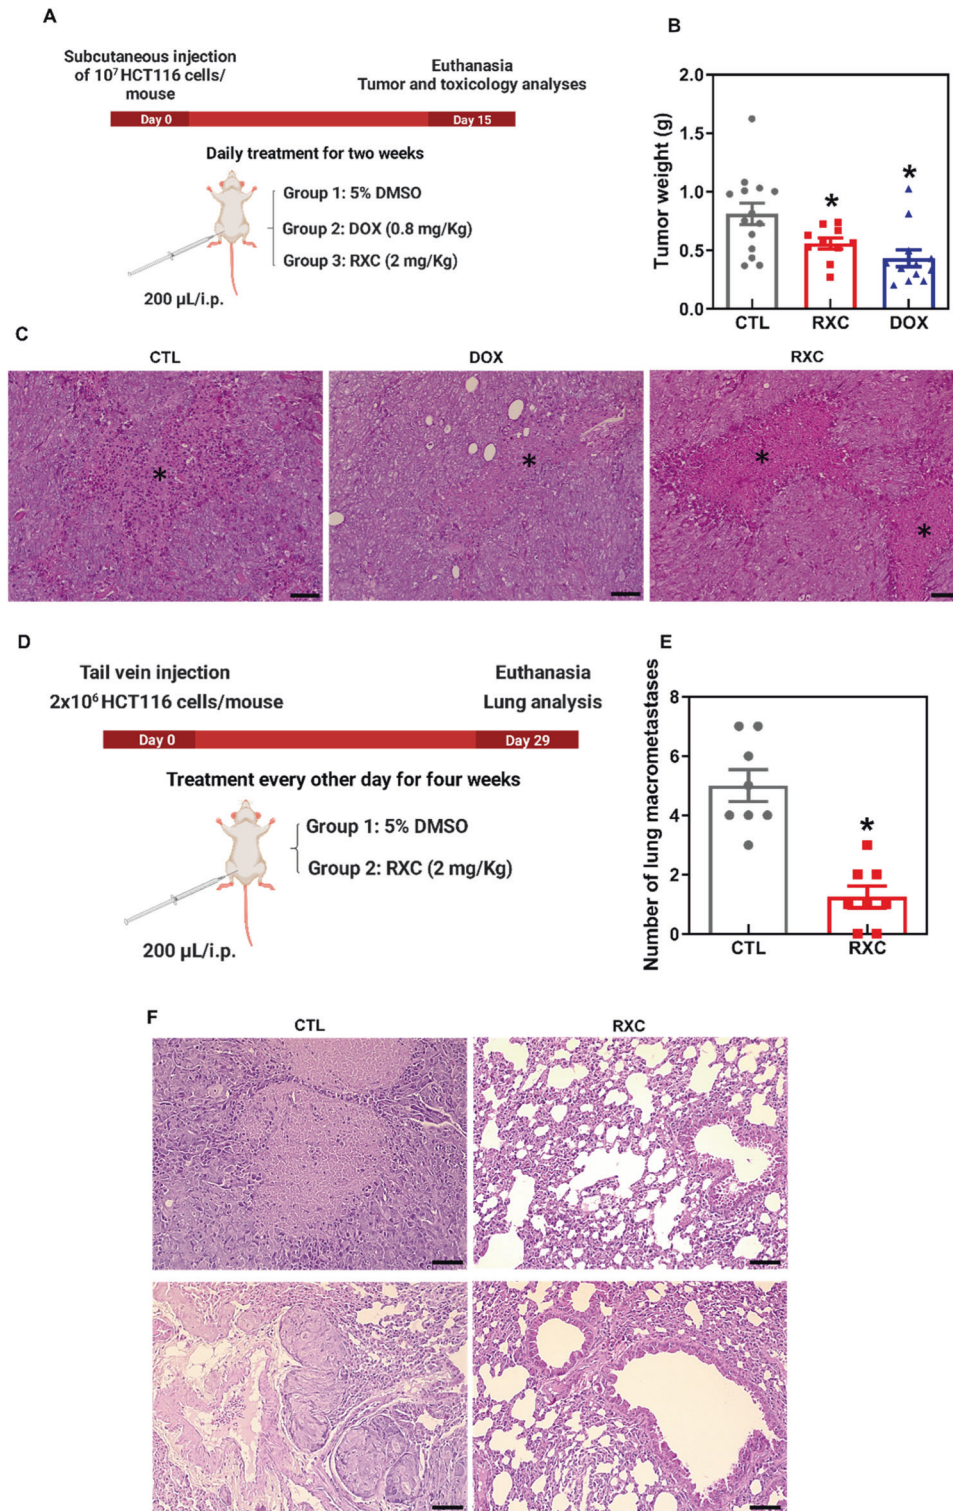 A
Subcutaneous injection
of 10⁷ HCT116 cells/
mouse
Euthanasia
Tumor and toxicology analyses
Day 0
Day 15
Daily treatment for two weeks
Group 1: 5% DMSO
Group 2: DOX (0.8 mg/Kg)
Group 3: RXC (2 mg/Kg)
200 µL/i.p.
B
Tumor weight (g)
2.0
1.5
1.0
0.5
0.0
*
*
CTL
RXC
DOX
C
CTL
DOX
RXC
*
*
*
*
D
Tail vein injection
2x10⁶ HCT116 cells/mouse
Euthanasia
Lung analysis
Day 0
Day 29
Treatment every other day for four weeks
Group 1: 5% DMSO
Group 2: RXC (2 mg/Kg)
200 µL/i.p.
E
Number of lung macrometastases
8
6
4
2
0
*
CTL
RXC
F
CTL
RXC